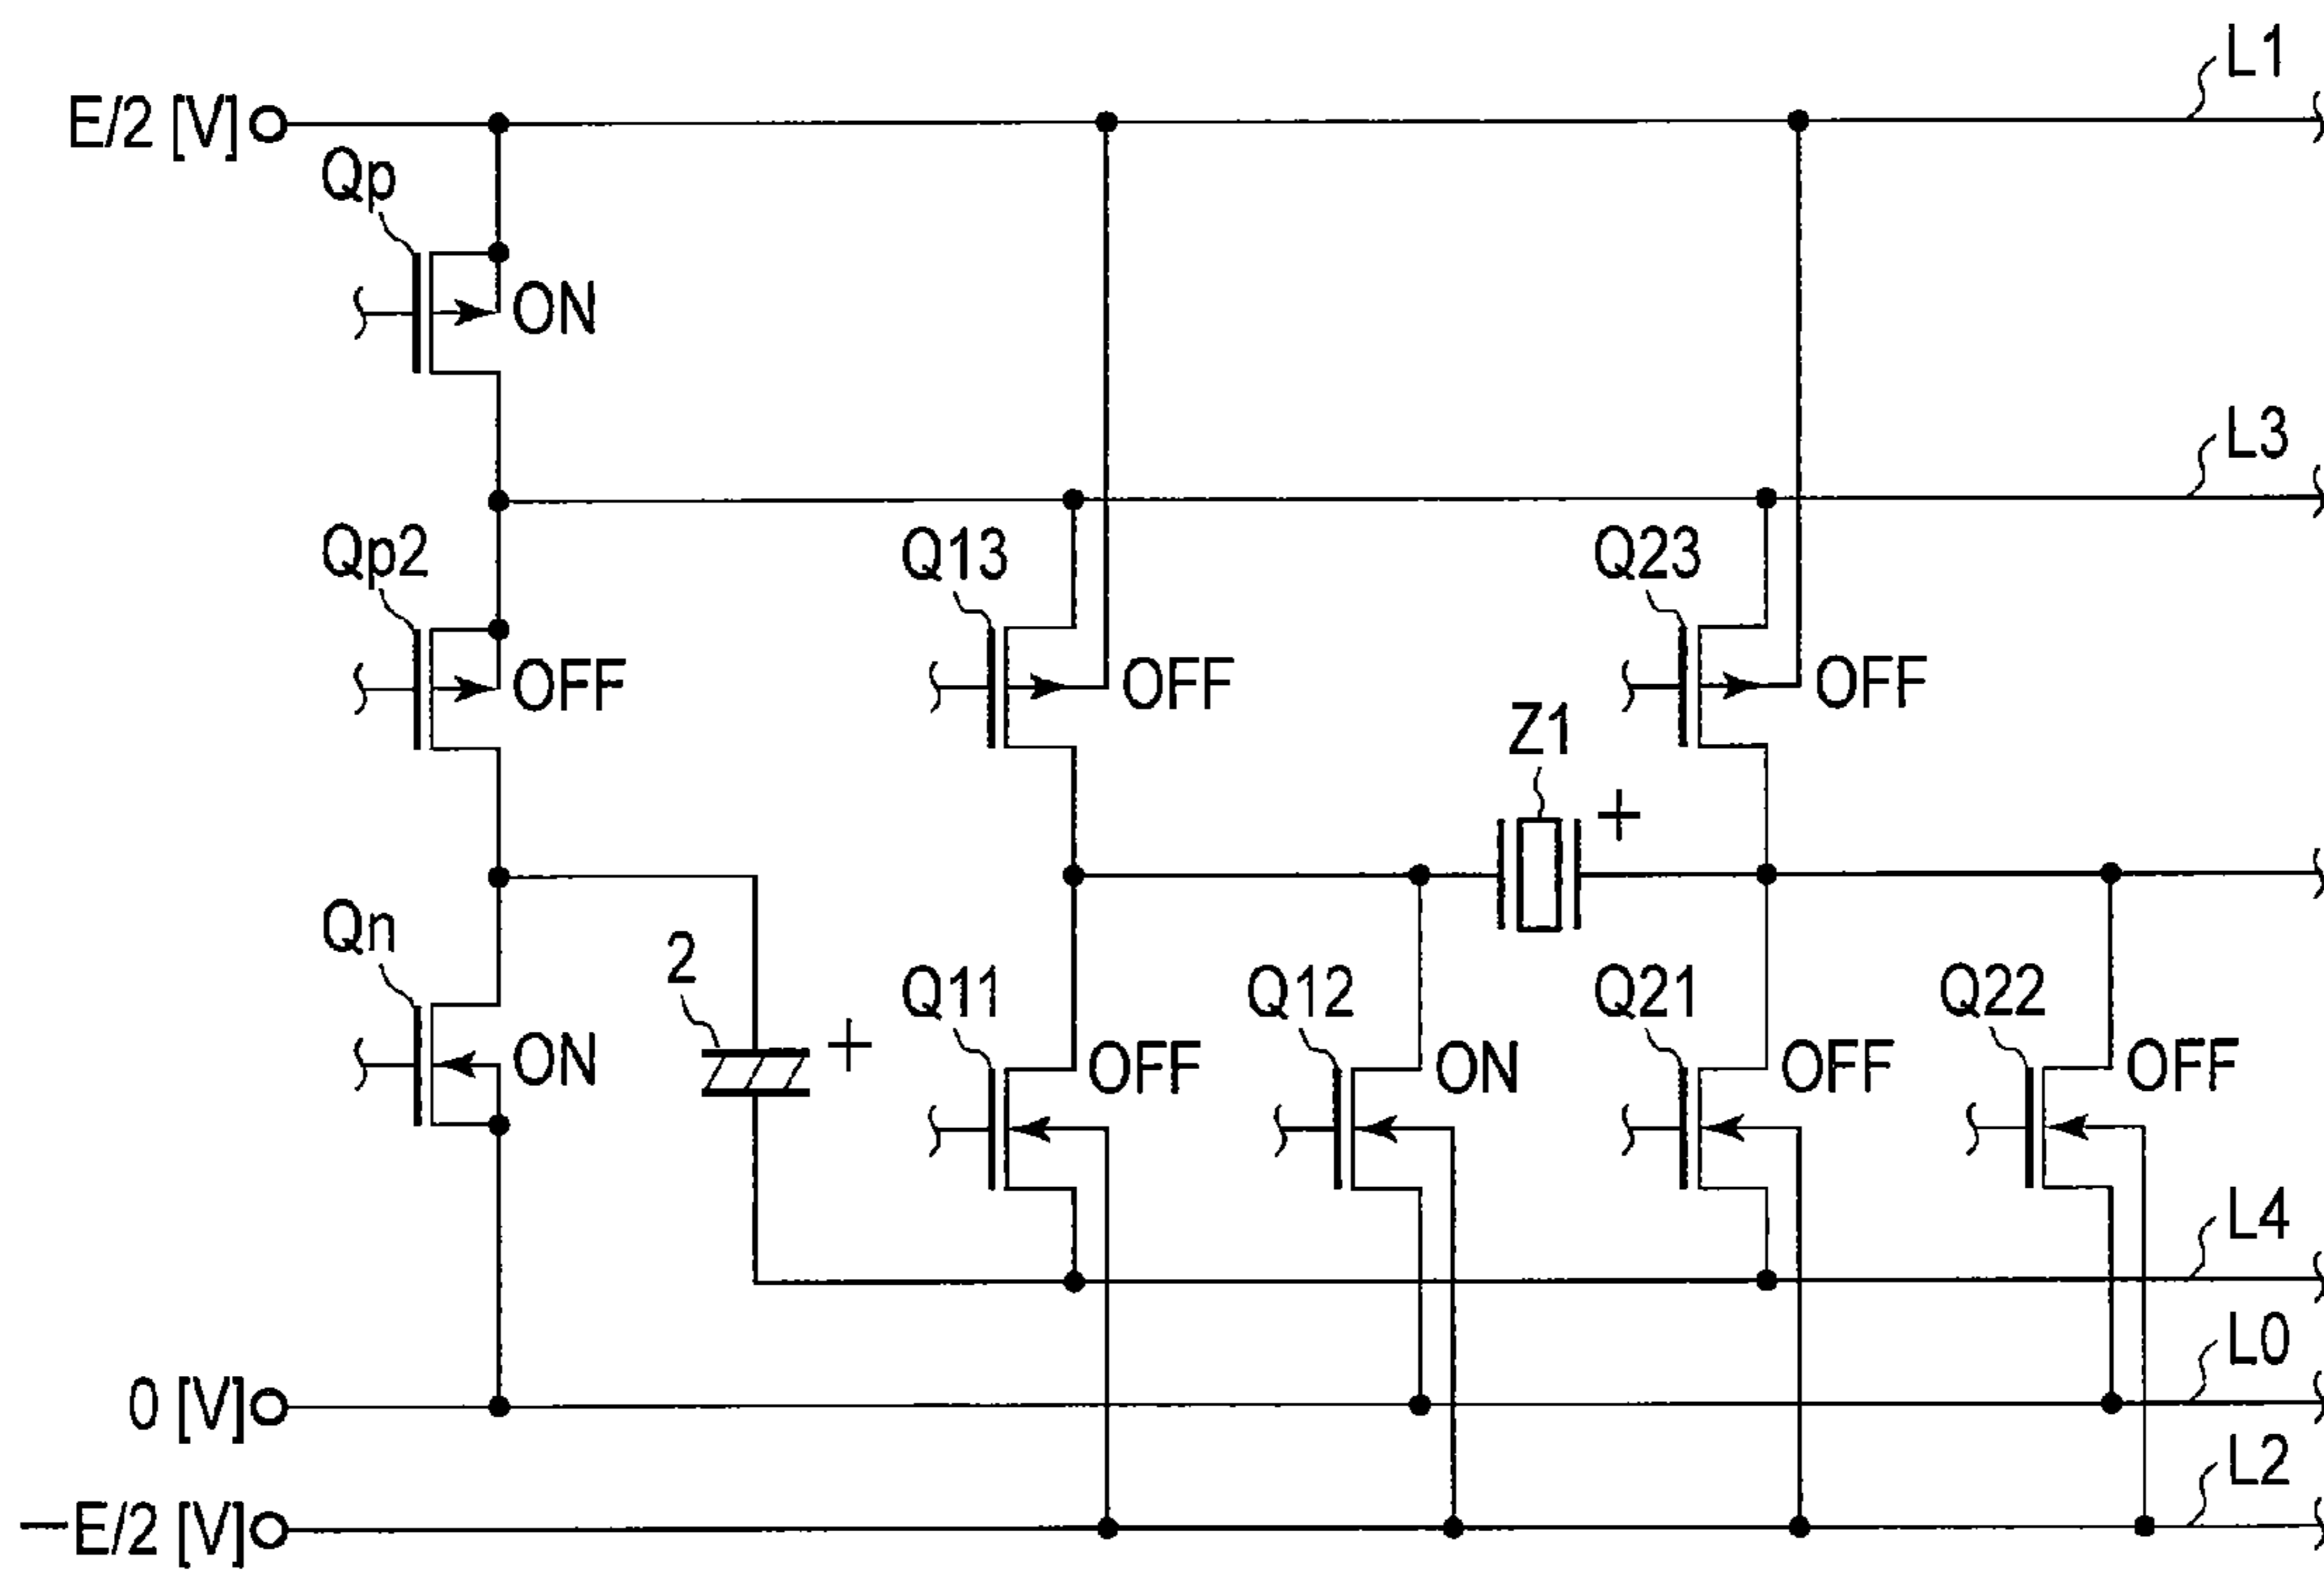 L1
E/2 [V]
Qp
ON
L3
Qp2
Q13
Q23
OFF
OFF
OFF
Z1
+
Qn
2
Q11
Q12
Q21
Q22
ON
+
OFF
ON
OFF
OFF
L4
L0
0 [V]
L2
−E/2 [V]